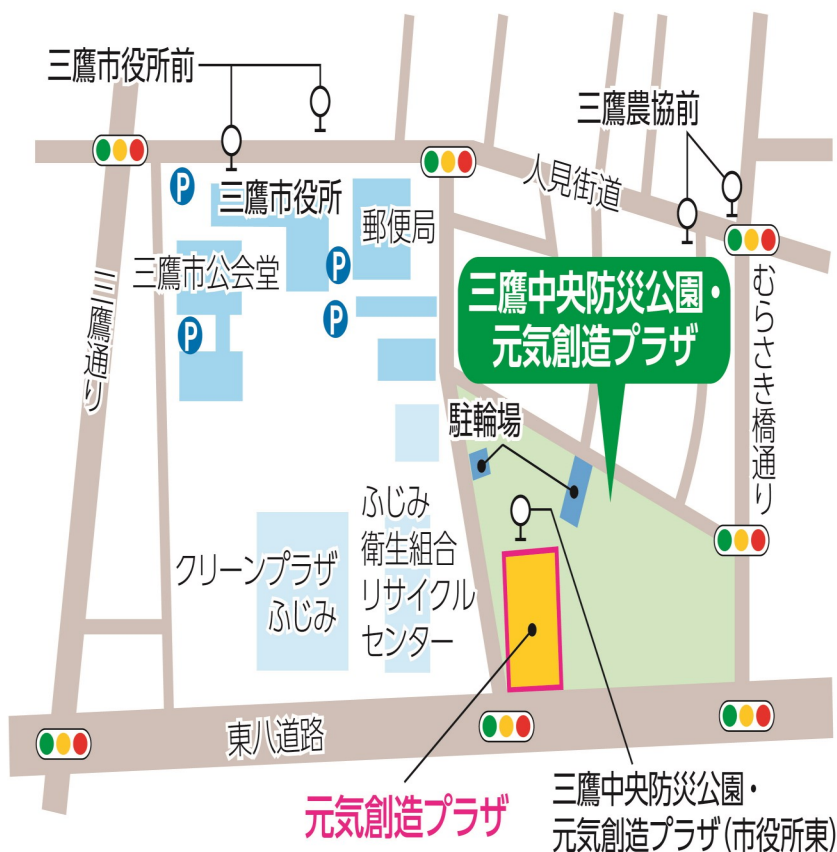 三鷹市役所前
三鷹農協前
人見街道
P
三鷹市役所
郵便局
三鷹市公会堂
P
P
P
三鷹通り
三鷹中央防災公園・
元気創造プラザ
むらさき橋通り
駐輪場
ふじみ
衛生組合
リサイクル
センター
クリーンプラザ
ふじみ
東八道路
元気創造プラザ
三鷹中央防災公園・
元気創造プラザ(市役所東)